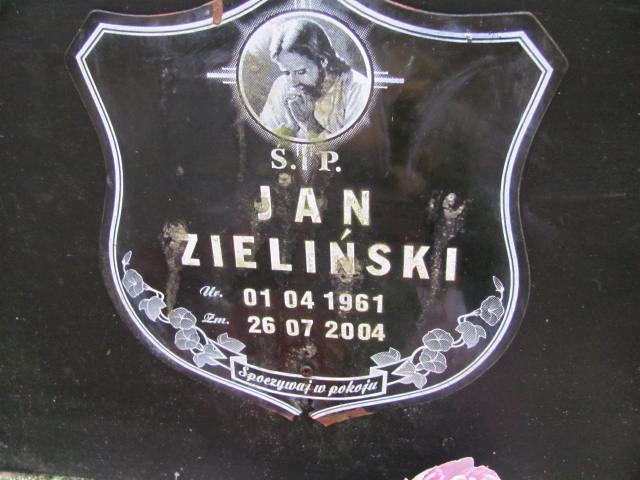 Ś. P.
JAN
ZIELIŃSKI
Ur. 01 04 1961
Zm. 26 07 2004
Spoczywaj w pokoju